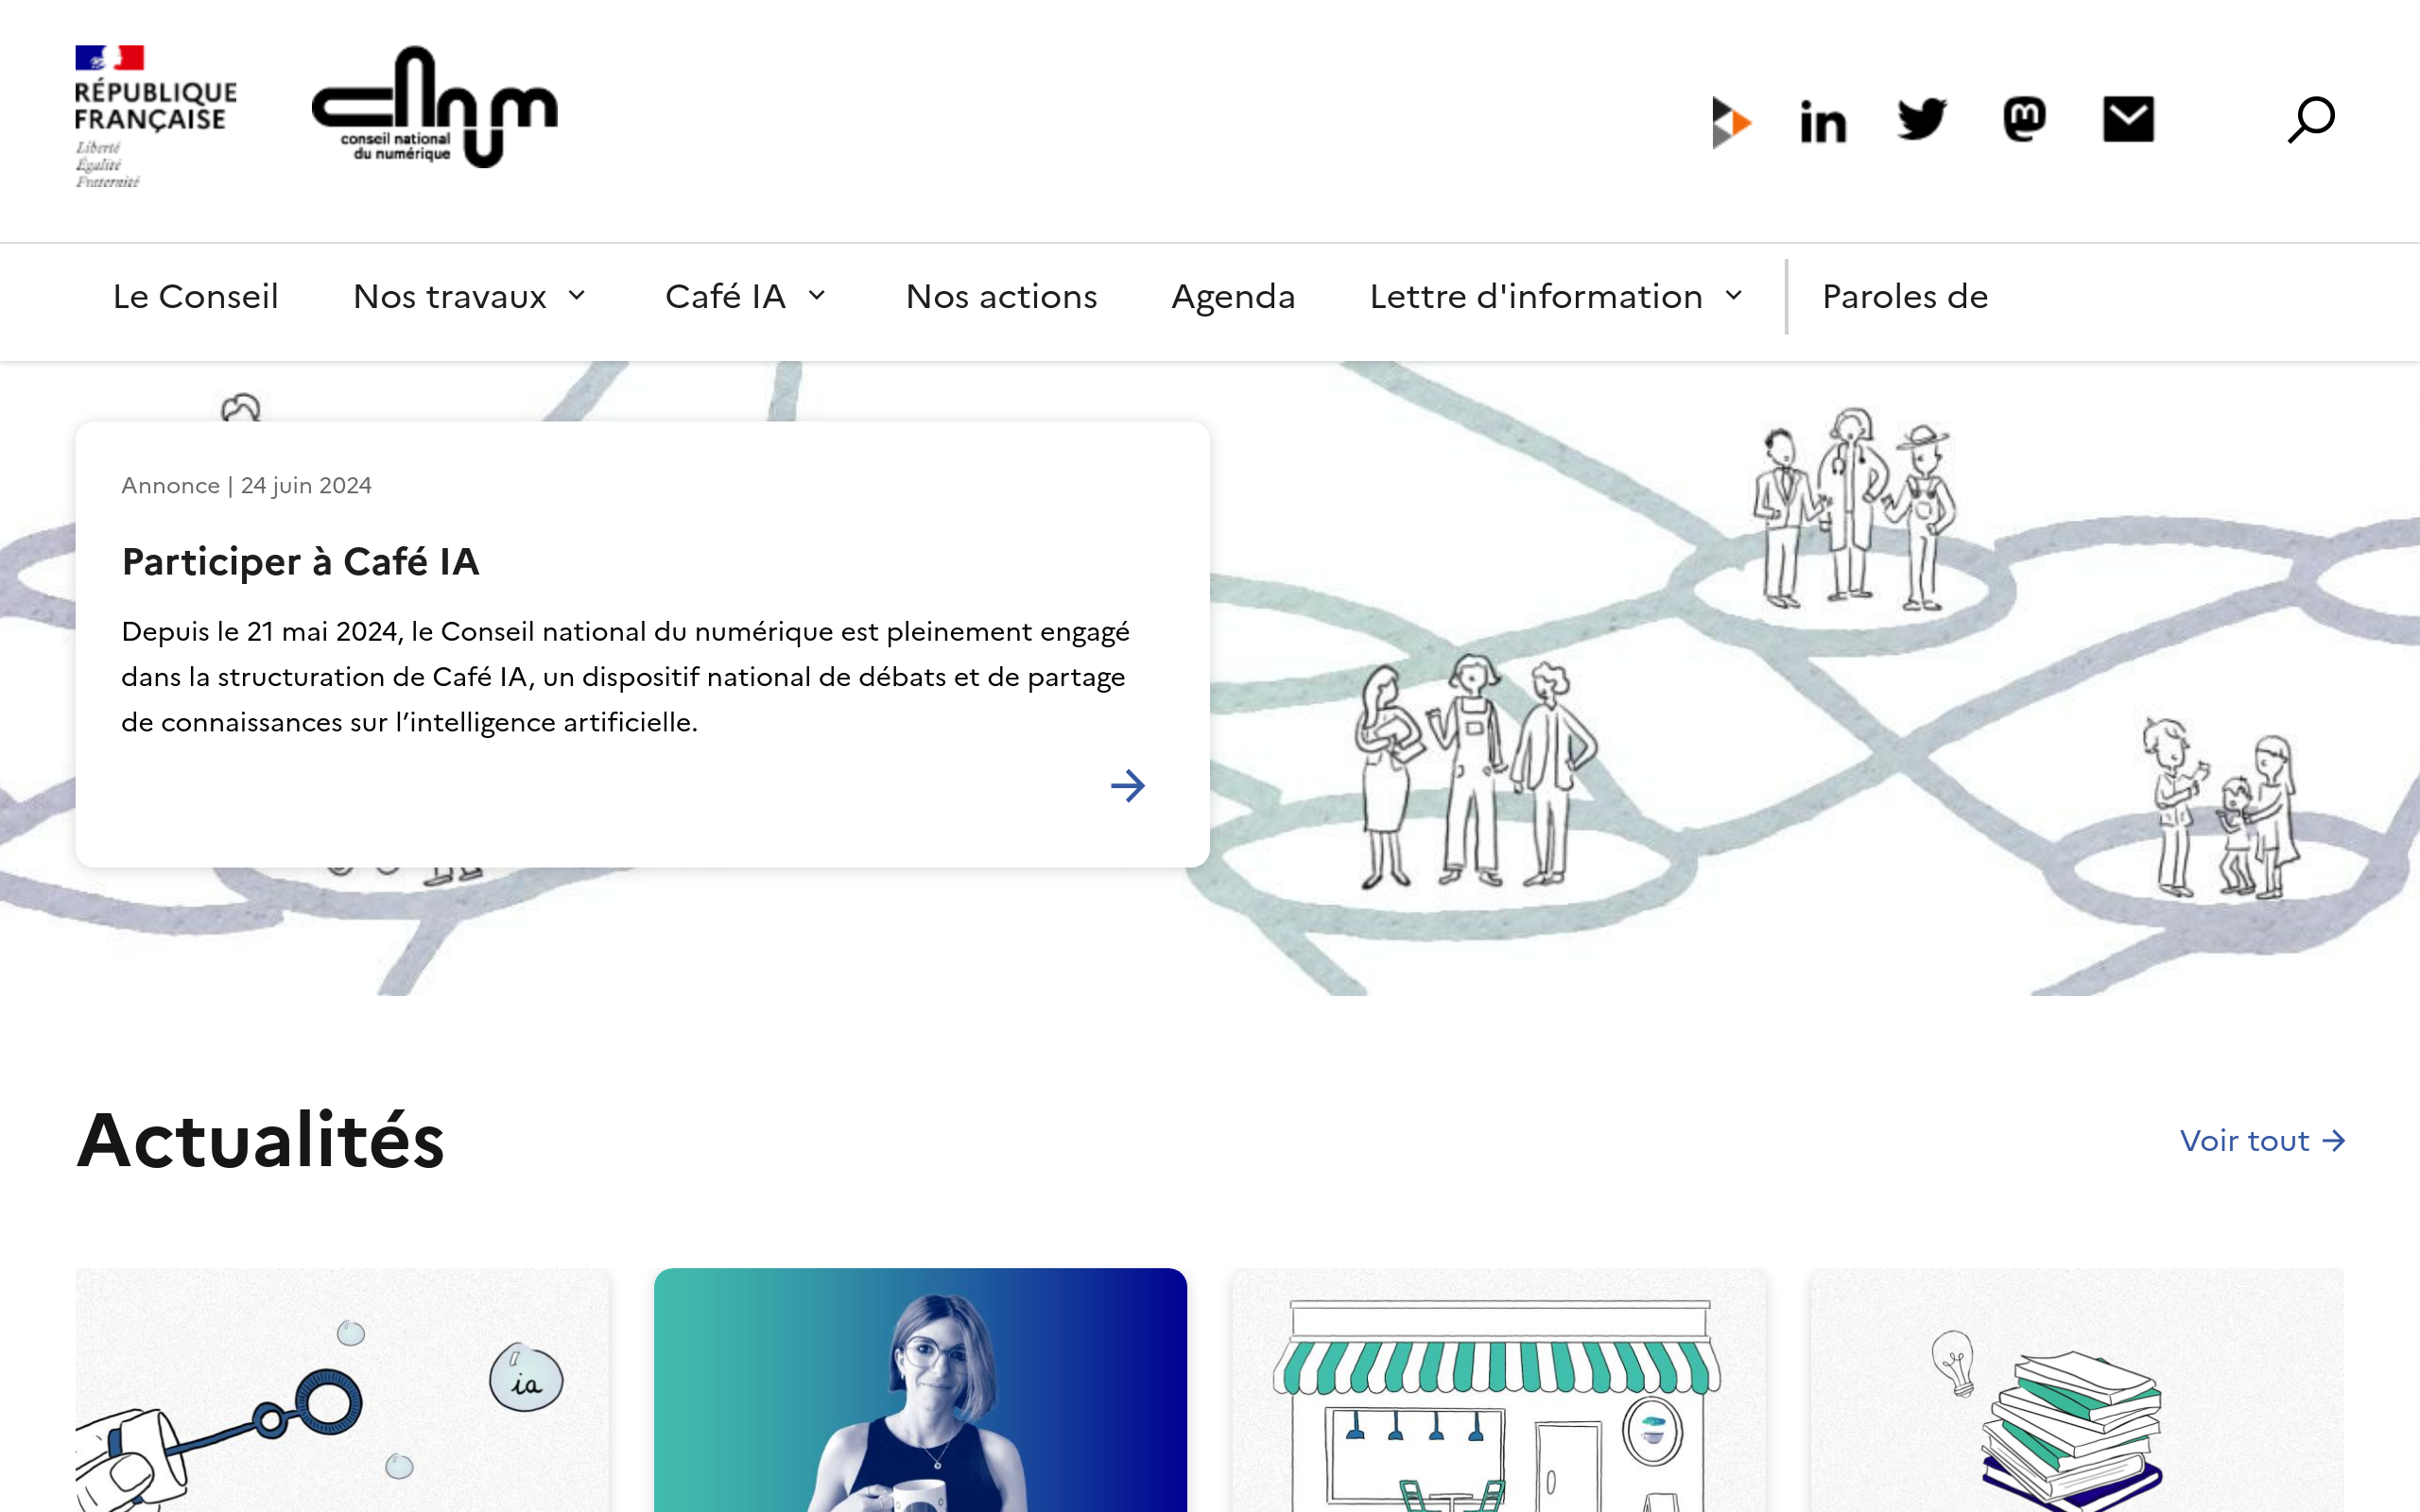 RÉPUBLIQUE
FRANÇAISE
Liberté
Égalité
Fraternité
cnnum
conseil national
du numérique
in
m
Le Conseil
Nos travaux
Café IA
Nos actions
Agenda
Lettre d'information
Paroles de
Annonce | 24 juin 2024
Participer à Café IA
Depuis le 21 mai 2024, le Conseil national du numérique est pleinement engagé
dans la structuration de Café IA, un dispositif national de débats et de partage
de connaissances sur l’intelligence artificielle.
Actualités
Voir tout
ia